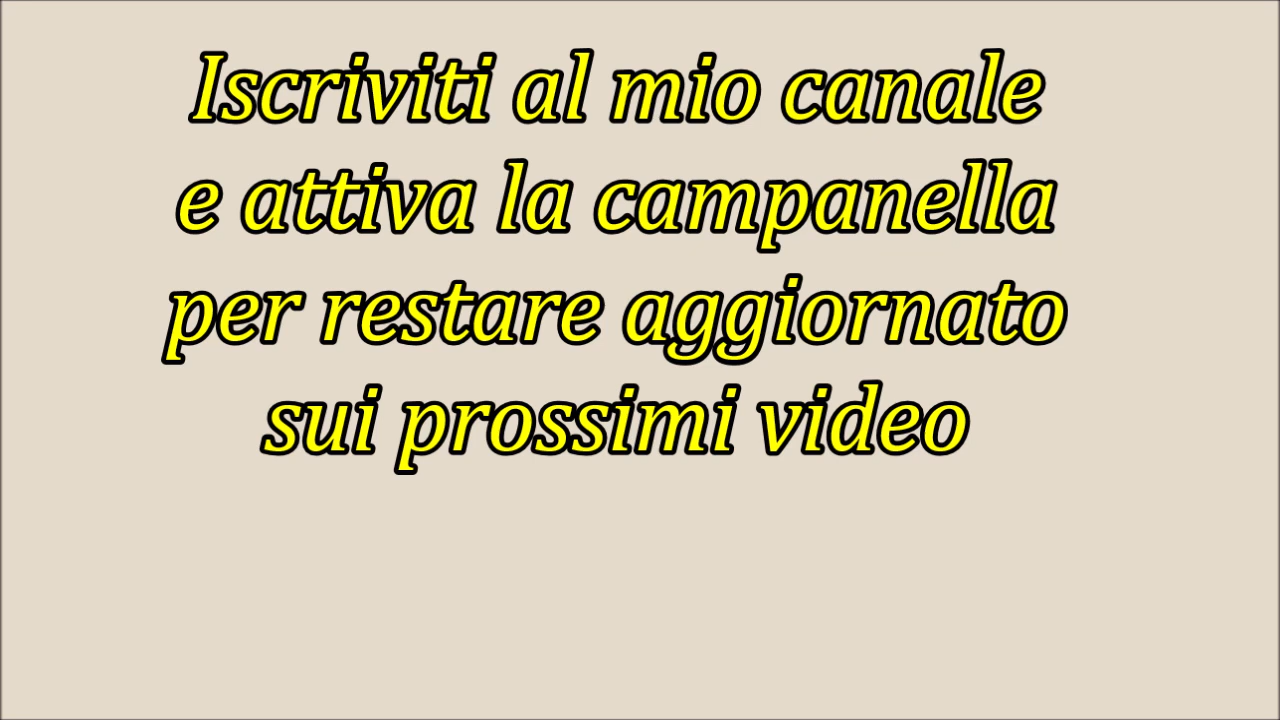 Iscriviti al mio canale
e attiva la campanella
per restare aggiornato
sui prossimi video